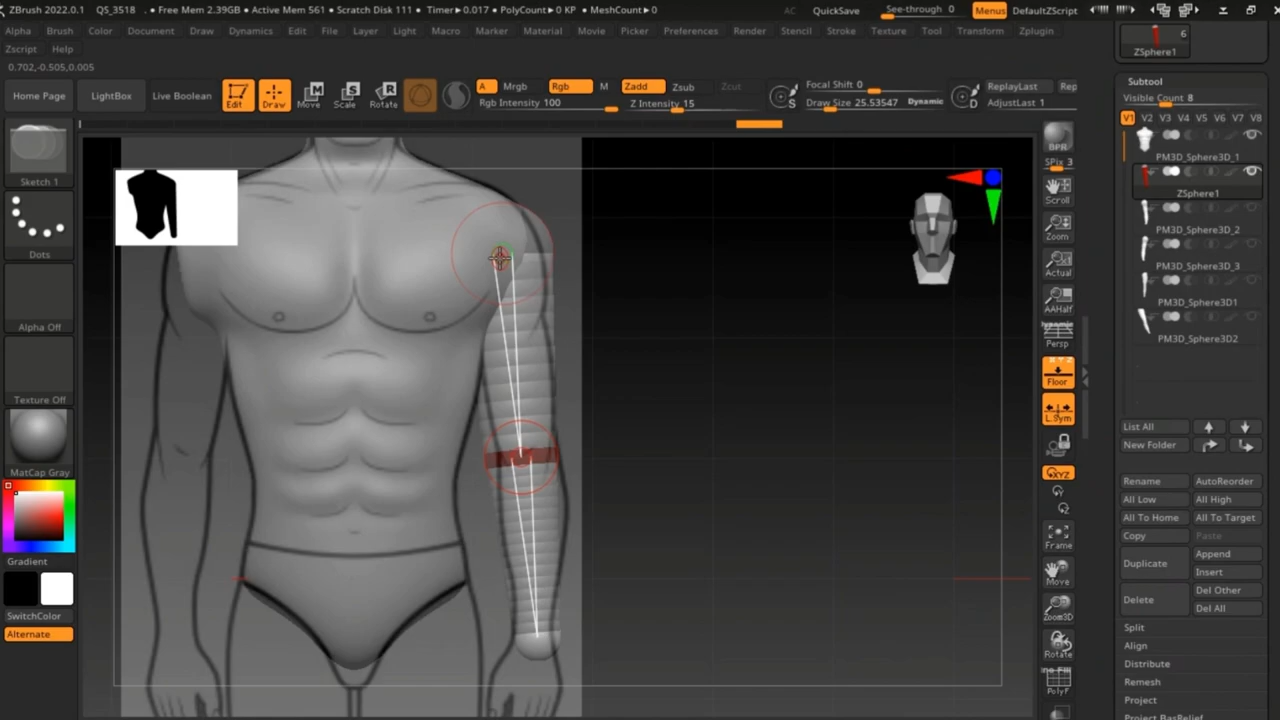 ZBrush 2022.0.1 QS_3518 . • Free Mem 2.39GB • Active Mem 561 • Scratch Disk 111 • Timer▸0.017 • PolyCount▸0 KP • MeshCount▸0 AC QuickSave See-through 0 Menus DefaultZScript
Alpha Brush Color Document Draw Dynamics Edit File Layer Light Macro Marker Material Movie Picker Preferences Render Stencil Stroke Texture Tool Transform Zplugin
Zscript Help
0.702,-0.505,0.005
Home Page LightBox Live Boolean Edit Draw Move Scale Rotate
A Mrgb Rgb M Zadd Zsub Zcut
Rgb Intensity 100 Z Intensity 15
Focal Shift 0
Draw Size 25.53547 Dynamic
ReplayLast Rep
AdjustLast 1
Sketch 1
Dots
Alpha Off
Texture Off
MatCap Gray
Gradient
SwitchColor
Alternate
BPR
SPix 3
Scroll
Zoom
Actual
AAHalf
Dynamic
Persp
Floor
L.Sym
XYZ
Frame
Move
Zoom3D
Rotate
PolyF
6
ZSphere1
Subtool
Visible Count 8
V1 V2 V3 V4 V5 V6 V7 V8
PM3D_Sphere3D_1
ZSphere1
PM3D_Sphere3D_2
PM3D_Sphere3D_3
PM3D_Sphere3D1
PM3D_Sphere3D2
List All
New Folder
Rename AutoReorder
All Low All High
All To Home All To Target
Copy Paste
Duplicate Append
Insert
Delete Del Other
Del All
Split
Align
Distribute
Remesh
Project
Project BasRelief